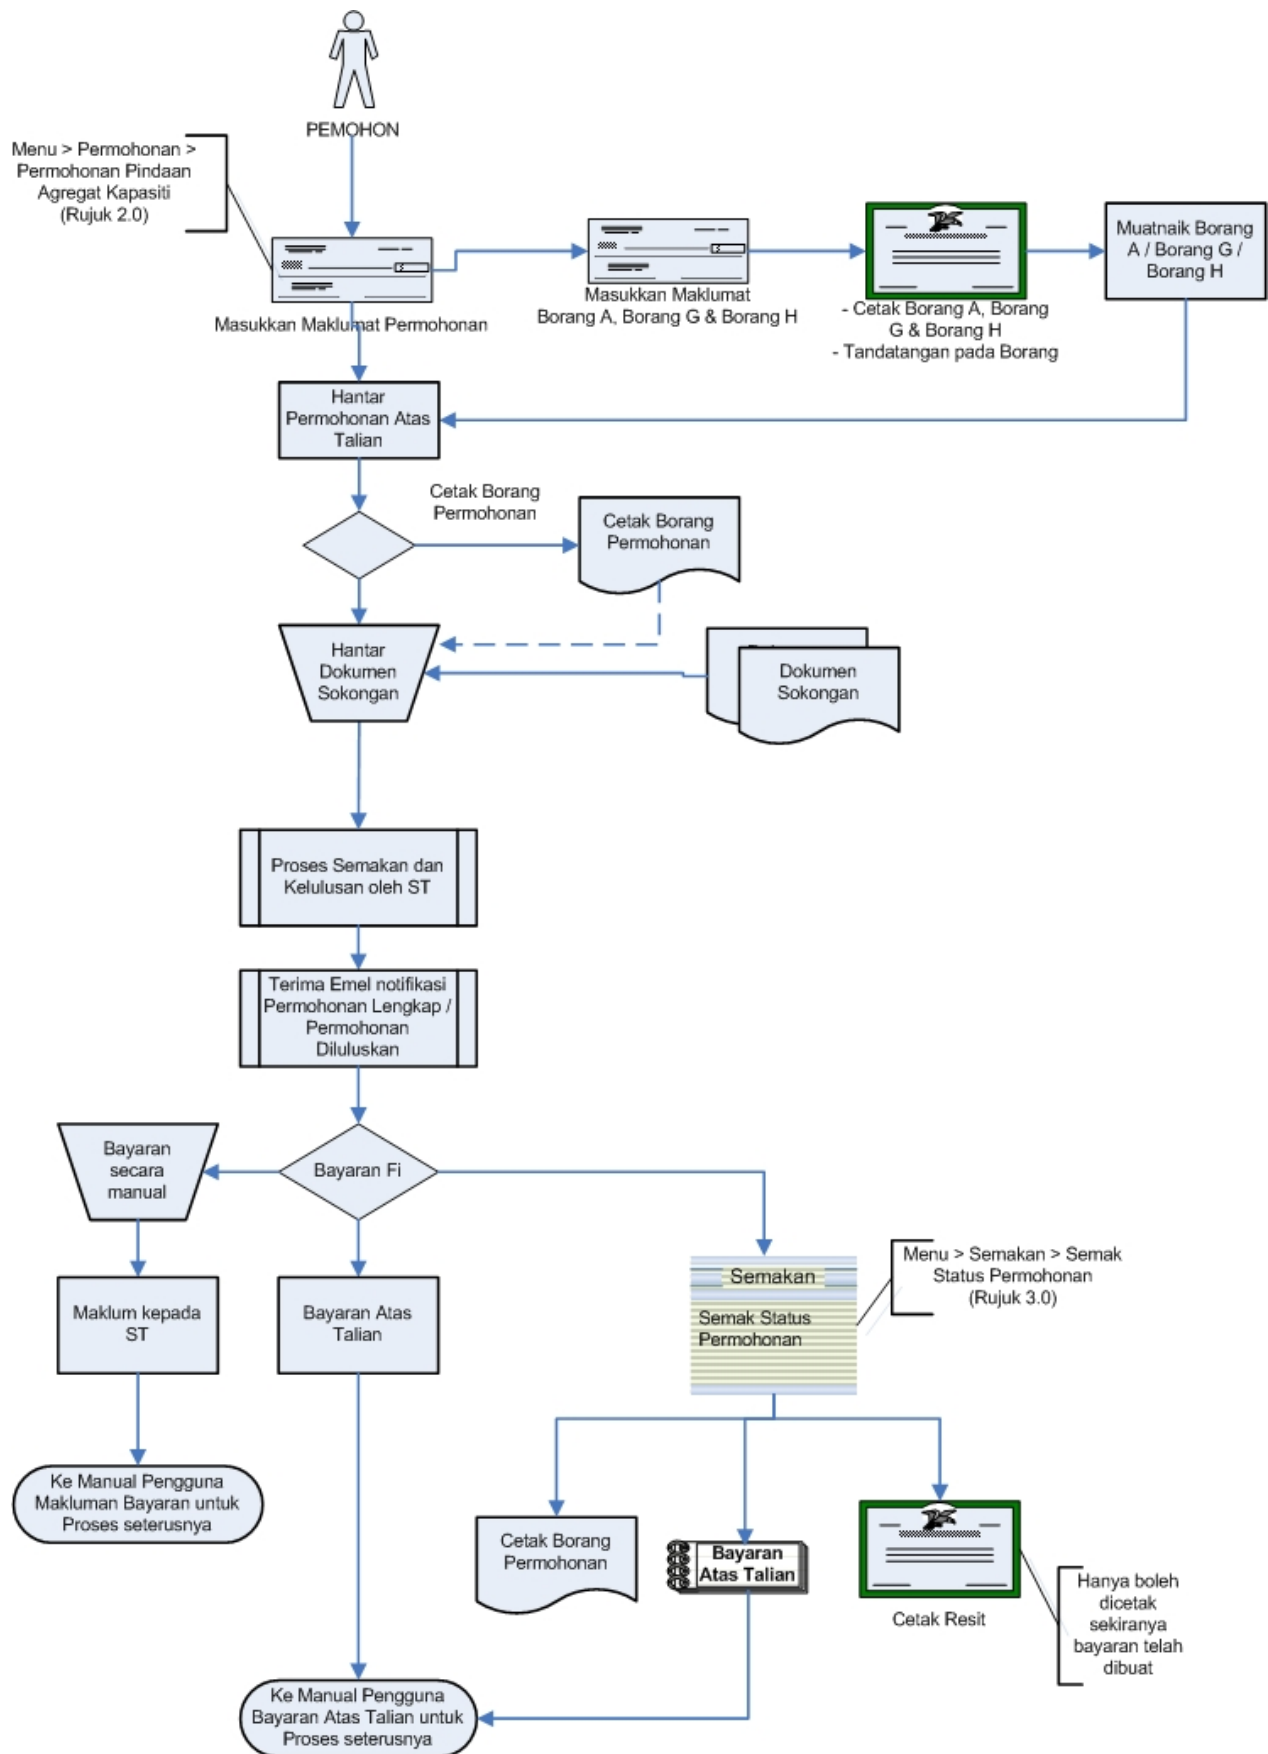 PEMOHON
Menu > Permohonan >
Permohonan Pindaan
Agregat Kapasiti
(Rujuk 2.0)
Masukkan Maklumat Permohonan
Masukkan Maklumat
Borang A, Borang G & Borang H
- Cetak Borang A, Borang
G & Borang H
- Tandatangan pada Borang
Muatnaik Borang
A / Borang G /
Borang H
Hantar
Permohonan Atas
Talian
Cetak Borang
Permohonan
Cetak Borang
Permohonan
Hantar
Dokumen
Sokongan
Dokumen
Sokongan
Proses Semakan dan
Kelulusan oleh ST
Terima Emel notifikasi
Permohonan Lengkap /
Permohonan
Diluluskan
Bayaran
secara
manual
Bayaran Fi
Maklum kepada
ST
Bayaran Atas
Talian
Semakan
Semak Status
Permohonan
Menu > Semakan > Semak
Status Permohonan
(Rujuk 3.0)
Ke Manual Pengguna
Makluman Bayaran untuk
Proses seterusnya
Cetak Borang
Permohonan
Bayaran
Atas Talian
Cetak Resit
Hanya boleh
dicetak
sekiranya
bayaran telah
dibuat
Ke Manual Pengguna
Bayaran Atas Talian untuk
Proses seterusnya